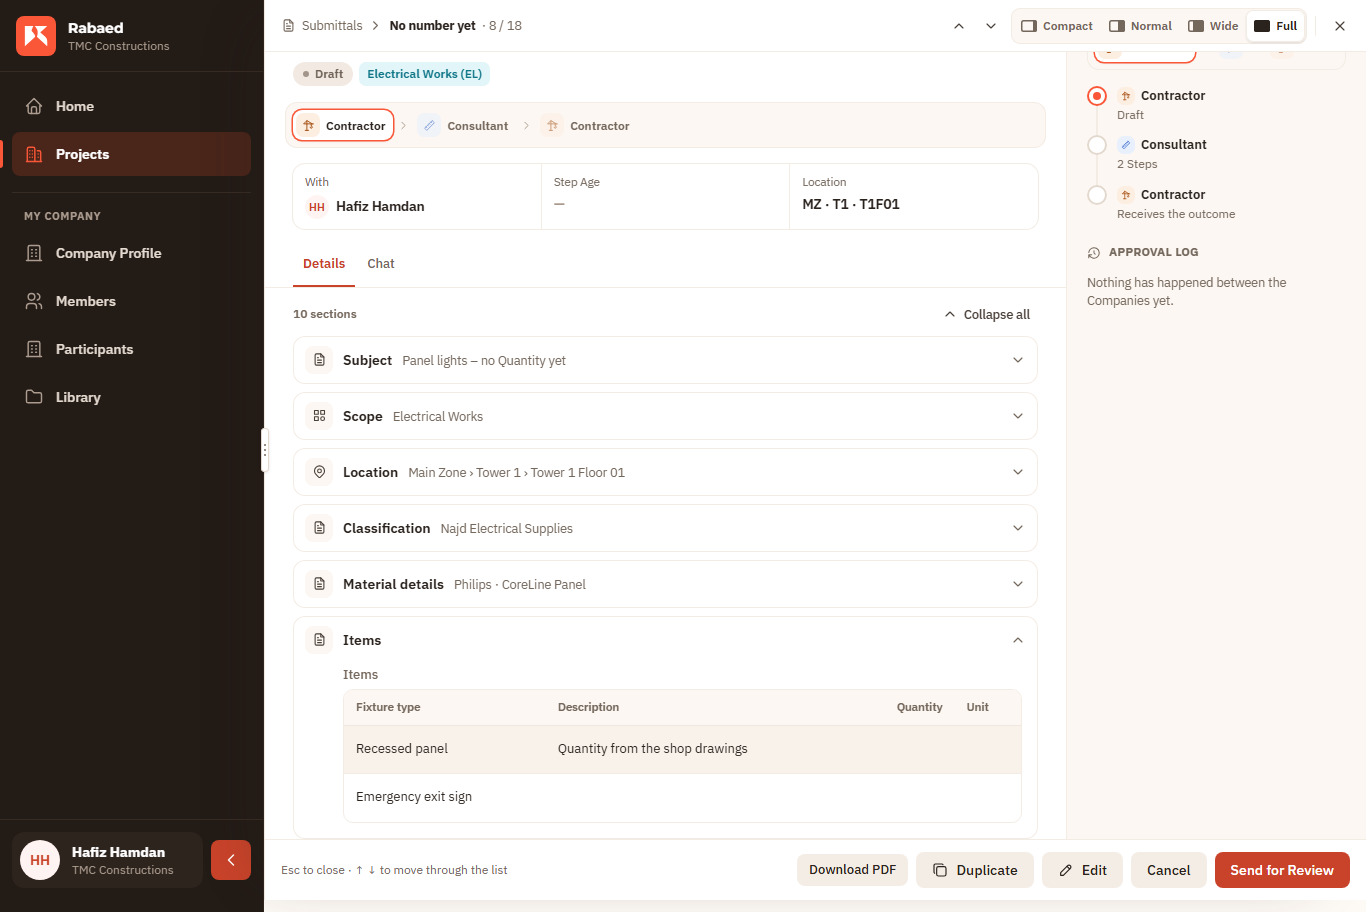 Rabaed
TMC Constructions
Home
Projects
MY COMPANY
Company Profile
Members
Participants
Library
HH
Hafiz Hamdan
TMC Constructions
Submittals
No number yet · 8 / 18
Compact
Normal
Wide
Full
Draft
Electrical Works (EL)
Contractor
Consultant
Contractor
With
HH Hafiz Hamdan
Step Age
—
Location
MZ · T1 · T1F01
Details
Chat
10 sections
Collapse all
Subject Panel lights – no Quantity yet
Scope Electrical Works
Location Main Zone › Tower 1 › Tower 1 Floor 01
Classification Najd Electrical Supplies
Material details Philips · CoreLine Panel
Items
Items
Fixture type Description Quantity Unit
Recessed panel Quantity from the shop drawings
Emergency exit sign
Contractor
Draft
Consultant
2 Steps
Contractor
Receives the outcome
APPROVAL LOG
Nothing has happened between the
Companies yet.
Esc to close · ↑ ↓ to move through the list
Download PDF
Duplicate
Edit
Cancel
Send for Review